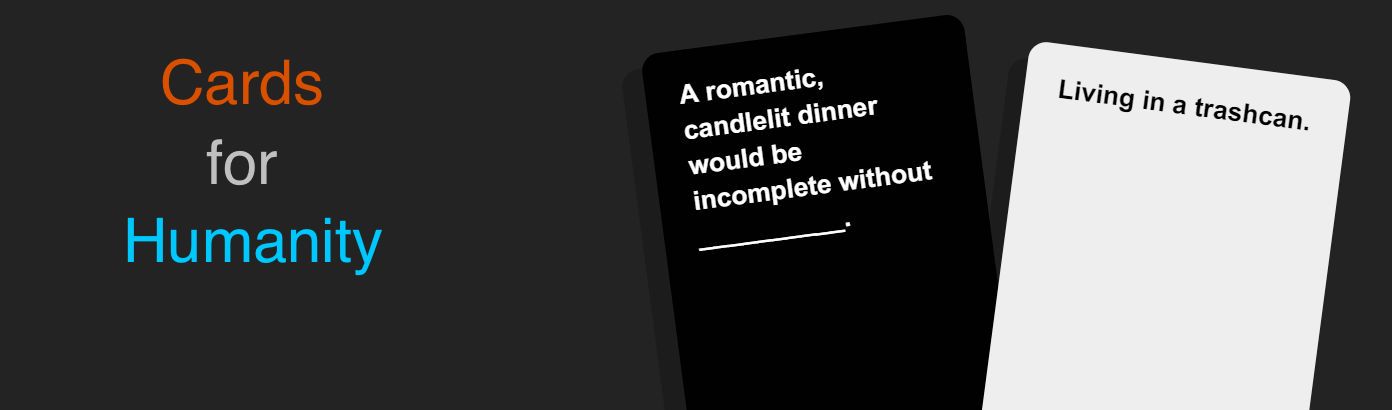 Cards
for
Humanity
A romantic,
candlelit dinner
would be
incomplete without
__________.
Living in a trashcan.